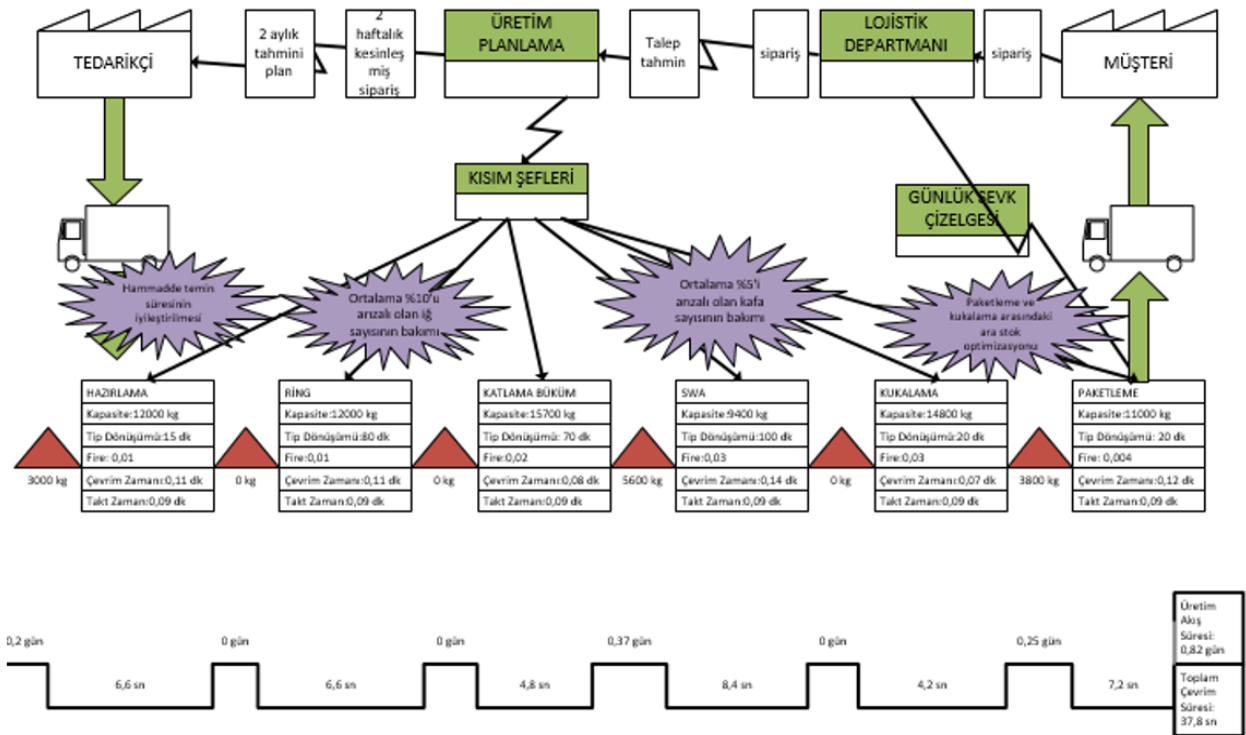 TEDARİKÇİ
2 aylık
tahmini
plan
2
haftalık
kesinleş
miş
sipariş
ÜRETİM
PLANLAMA
Talep
tahmin
sipariş
LOJİSTİK
DEPARTMANI
sipariş
MÜŞTERİ
KISIM ŞEFLERİ
GÜNLÜK SEVK
ÇİZELGESİ
Hammadde temin
süresinin
iyileştirilmesi
Ortalama %10'u
arızalı olan iğ
sayısının bakımı
Ortalama %5'i
arızalı olan kafa
sayısının bakımı
Paketleme ve
kukalama arasındaki
ara stok
optimizasyonu
HAZIRLAMA
Kapasite:12000 kg
Tip Dönüşümü:15 dk
Fire: 0,01
Çevrim Zamanı:0,11 dk
Takt Zaman:0,09 dk
RİNG
Kapasite:12000 kg
Tip Dönüşümü:80 dk
Fire:0,01
Çevrim Zamanı:0,11 dk
Takt Zaman:0,09 dk
KATLAMA BÜKÜM
Kapasite:15700 kg
Tip Dönüşümü: 70 dk
Fire:0,02
Çevrim Zamanı:0,08 dk
Takt Zaman:0,09 dk
SWA
Kapasite:9400 kg
Tip Dönüşümü:100 dk
Fire:0,03
Çevrim Zamanı:0,14 dk
Takt Zaman:0,09 dk
KUKALAMA
Kapasite:14800 kg
Tip Dönüşümü:20 dk
Fire:0,03
Çevrim Zamanı:0,07 dk
Takt Zaman:0,09 dk
PAKETLEME
Kapasite:11000 kg
Tip Dönüşümü: 20 dk
Fire: 0,004
Çevrim Zamanı:0,12 dk
Takt Zaman:0,09 dk
3000 kg
0 kg
0 kg
5600 kg
0 kg
3800 kg
0,2 gün
0 gün
0 gün
0,37 gün
0 gün
0,25 gün
6,6 sn
6,6 sn
4,8 sn
8,4 sn
4,2 sn
7,2 sn
Üretim
Akış
Süresi:
0,82 gün
Toplam
Çevrim
Süresi:
37,8 sn